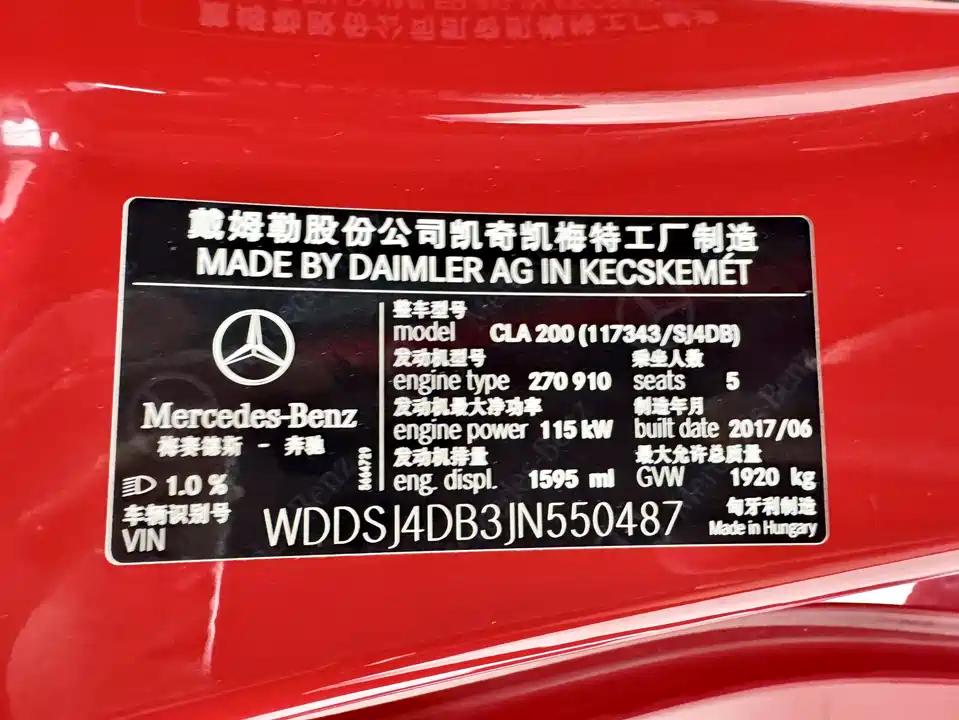 戴姆勒股份公司凯奇凯梅特工厂制造
MADE BY DAIMLER AG IN KECSKEMÉT
Mercedes-Benz
梅赛德斯 - 奔驰
1.0 %
整车型号
model CLA 200 (117343/SJ4DB)
发动机型号 乘坐人数
engine type 270 910 seats 5
发动机最大净功率 制造年月
engine power 115 kW built date 2017/06
发动机排量 最大允许总质量
eng. displ. 1595 ml GVW 1920 kg
车辆识别号 匈牙利制造
VIN WDDSJ4DB3JN550487 Made in Hungary